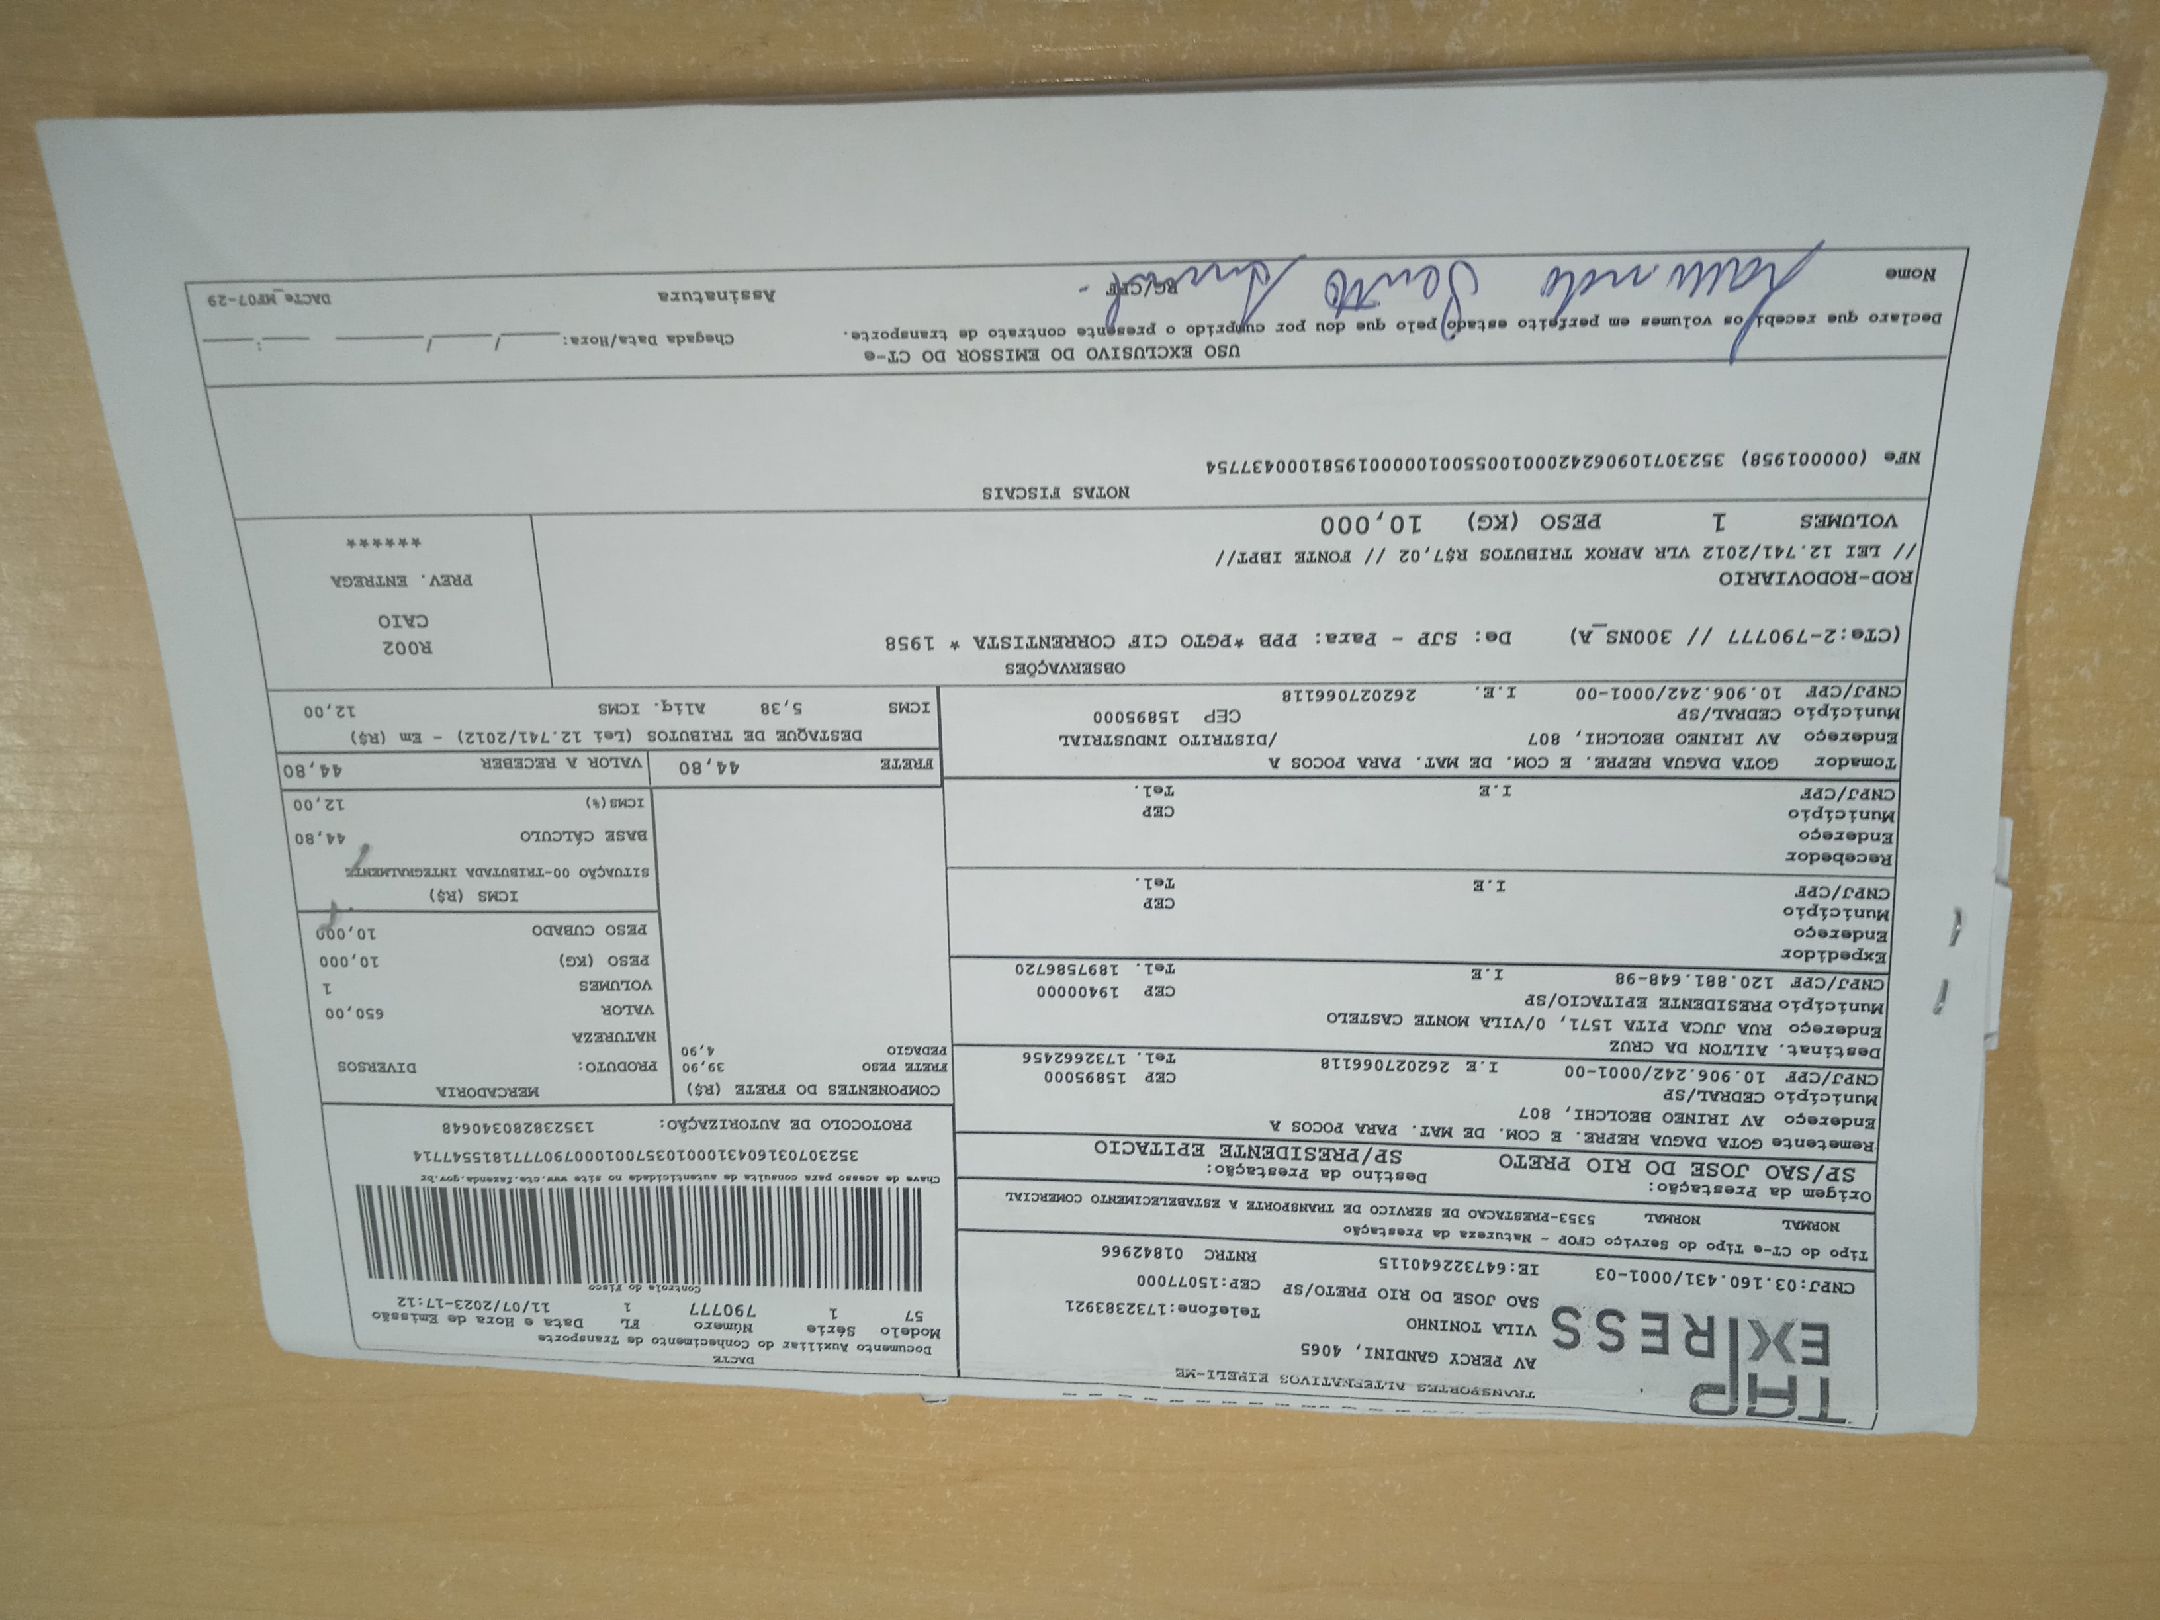 TAP
EXPRESS
TRANSPORTES ALTERNATIVOS EIRELI-ME
AV PERCY GANDINI, 4065
VILA TONINHO Telefone:1732383921
SAO JOSE DO RIO PRETO/SP CEP:15077000
CNPJ:03.160.431/0001-03 IE:647322640115 RNTRC 01842966
DACTE
Documento Auxiliar do Conhecimento de Transporte
Modelo Série Número FL Data e Hora de Emissão
57 1 790777 1 11/07/2023-17:12
Controle do Fisco
Chave de acesso para consulta de autenticidade no site www.cte.fazenda.gov.br
PROTOCOLO DE AUTORIZAÇÃO: 135238280340648
Tipo do CT-e Tipo do Serviço CFOP - Natureza da Prestação
NORMAL NORMAL 5353-PRESTACAO DE SERVICO DE TRANSPORTE A ESTABELECIMENTO COMERCIAL
Origem da Prestação: Destino da Prestação:
SP/SAO JOSE DO RIO PRETO SP/PRESIDENTE EPITACIO
Remetente GOTA DAGUA REPRE. E COM. DE MAT. PARA POCOS A
Endereço AV IRINEO BEOLCHI, 807
Município CEDRAL/SP CEP 15895000
CNPJ/CPF 10.906.242/0001-00 I.E 262027066118 Tel. 1732662456
Destinat. AILTON DA CRUZ
Endereço RUA JUCA PITA 1571, 0/VILA MONTE CASTELO
Município PRESIDENTE EPITACIO/SP CEP 19400000
CNPJ/CPF 120.881.648-98 I.E Tel. 1897586720
Expedidor
Endereço
Município CEP
CNPJ/CPF I.E Tel.
Recebedor
Endereço
Município CEP
CNPJ/CPF I.E Tel.
Tomador GOTA DAGUA REPRE. E COM. DE MAT. PARA POCOS A
Endereço AV IRINEO BEOLCHI, 807 /DISTRITO INDUSTRIAL
Município CEDRAL/SP CEP 15895000
CNPJ/CPF 10.906.242/0001-00 I.E. 262027066118
COMPONENTES DO FRETE (R$)
FRETE PESO 39,90
PEDAGIO 4,90
MERCADORIA
PRODUTO: DIVERSOS
NATUREZA
VALOR 650,00
VOLUMES 1
PESO (KG) 10,000
PESO CUBADO 10,000
ICMS (R$)
SITUAÇÃO 00-TRIBUTADA INTEGRALMENTE
BASE CÁLCULO 44,80
ICMS(%) 12,00
FRETE 44,80 VALOR A RECEBER 44,80
DESTAQUE DE TRIBUTOS (Lei 12.741/2012) - Em (R$)
ICMS 5,38 Alíq. ICMS 12,00
OBSERVAÇÕES
(CTe:2-790777 // 300NS_A) De: SJP - Para: PPB *PGTO CIF CORRENTISTA * 1958
ROD-RODOVIARIO
// LEI 12.741/2012 VLR APROX TRIBUTOS R$7,02 // FONTE IBPT//
VOLUMES 1 PESO (KG) 10,000
R002
CAIO
PREV. ENTREGA
******
NOTAS FISCAIS
NFe (000001958) 35230710906242000100550010000019581000437754
USO EXCLUSIVO DO EMISSOR DO CT-e
Declaro que recebi os volumes em perfeito estado pelo que dou por cumprido o presente contrato de transporte. Chegada Data/Hora: ____/____/____ ___:___
Nome RG/CPF Assinatura DACTe_MF07-29